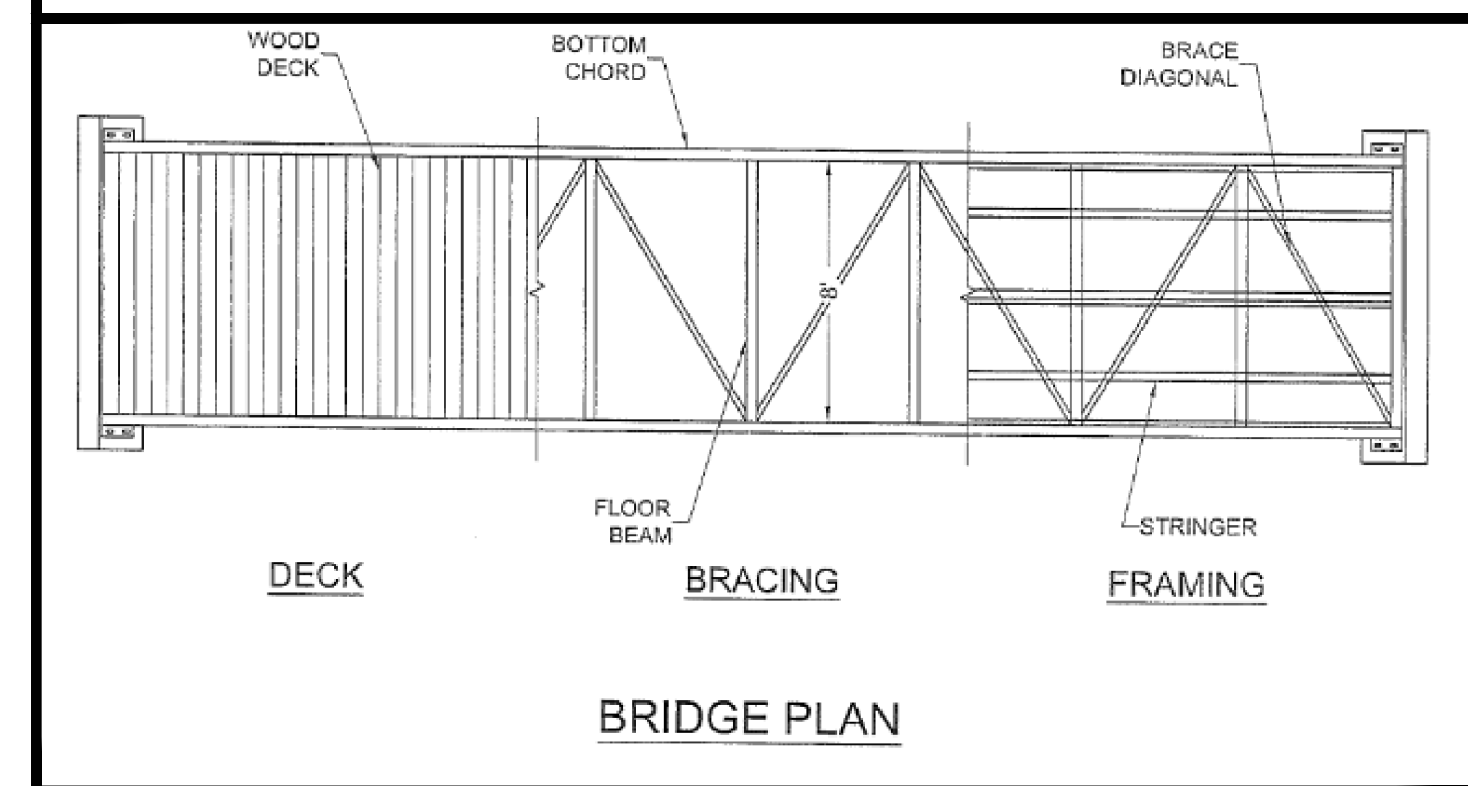 WOOD
DECK
BOTTOM
CHORD
BRACE
DIAGONAL
8'
FLOOR
BEAM
STRINGER
DECK
BRACING
FRAMING
BRIDGE PLAN